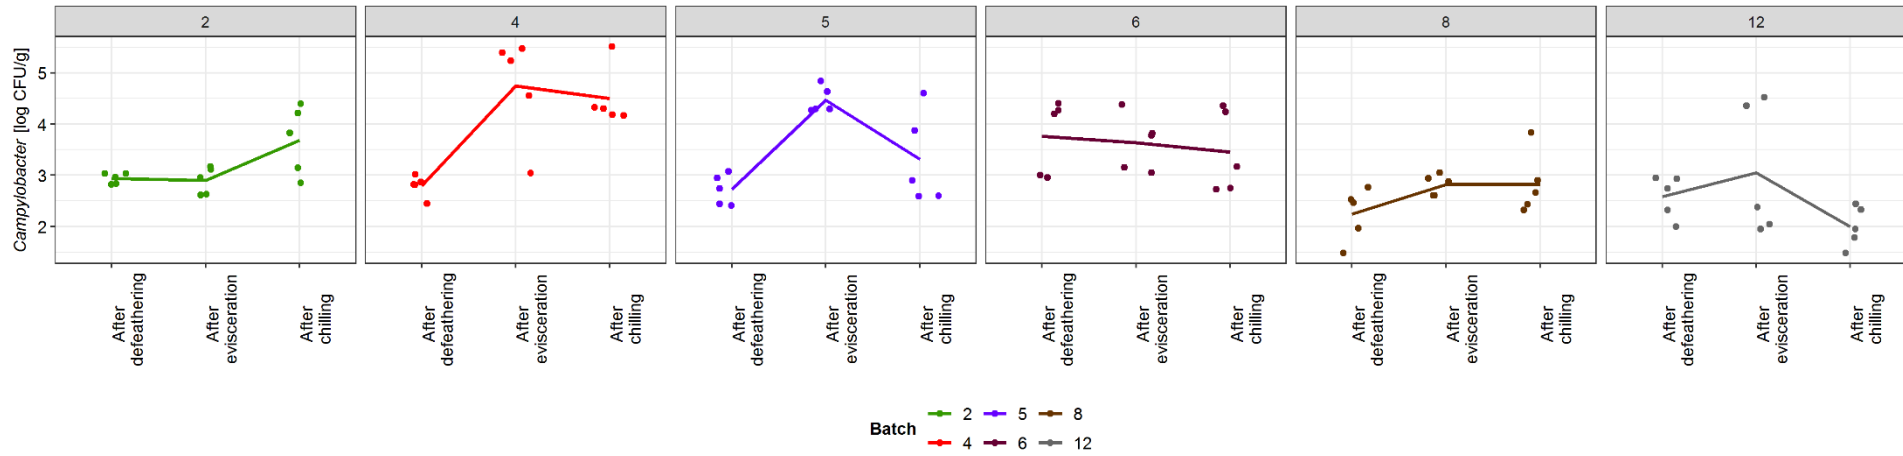 2
4
5
6
8
12
Campylobacter [log CFU/g]
5
4
3
2
After
defeathering
After
evisceration
After
chilling
After
defeathering
After
evisceration
After
chilling
After
defeathering
After
evisceration
After
chilling
After
defeathering
After
evisceration
After
chilling
After
defeathering
After
evisceration
After
chilling
After
defeathering
After
evisceration
After
chilling
Batch
2
5
8
4
6
12